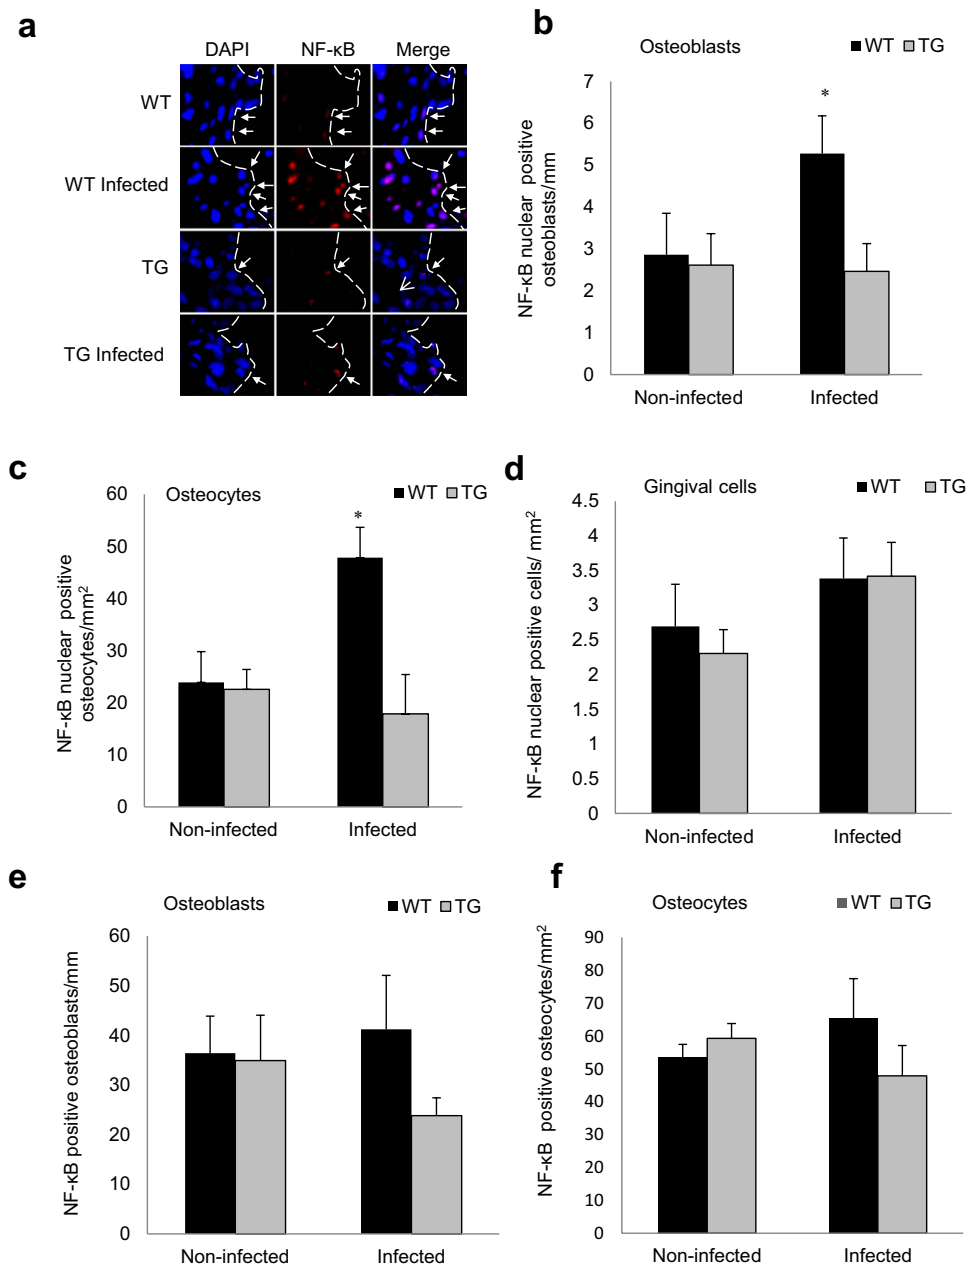 a
DAPI NF-κB Merge
WT
WT Infected
TG
TG Infected
b
Osteoblasts
WT TG
NF-κB nuclear positive
osteoblasts/mm
7
6
5
4
3
2
1
0
*
Non-infected Infected
c
Osteocytes
WT TG
NF-κB nuclear positive
osteocytes/mm²
60
50
40
30
20
10
0
*
Non-infected Infected
d
Gingival cells
WT TG
NF-κB nuclear positive cells/ mm²
4.5
4
3.5
3
2.5
2
1.5
1
0.5
0
Non-infected Infected
e
Osteoblasts
WT TG
NF-κB positive osteoblasts/mm
60
50
40
30
20
10
0
Non-infected Infected
f
Osteocytes
WT TG
NF-κB positive osteocytes/mm²
90
80
70
60
50
40
30
20
10
0
Non-infected Infected